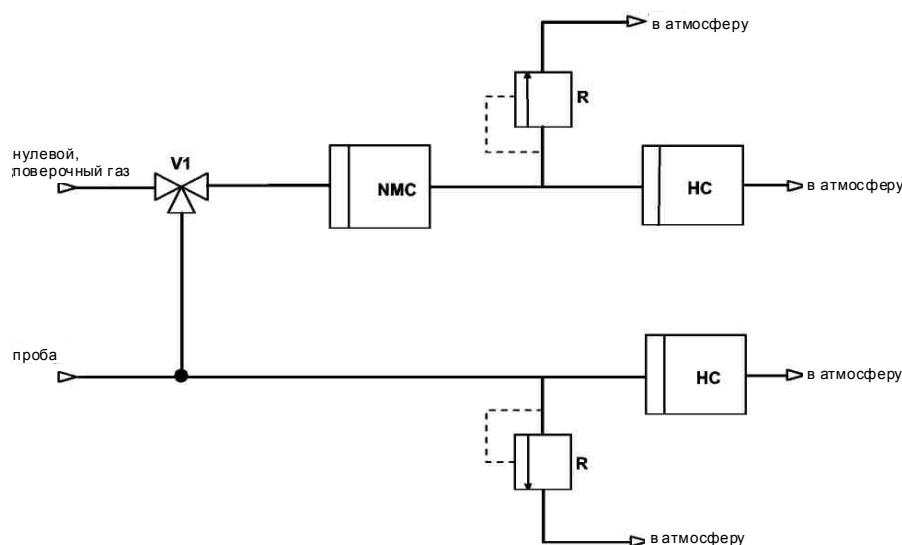 в атмосферу
R
нулевой,
поверочный газ
V1
NMC
HC
в атмосферу
проба
HC
в атмосферу
R
в атмосферу